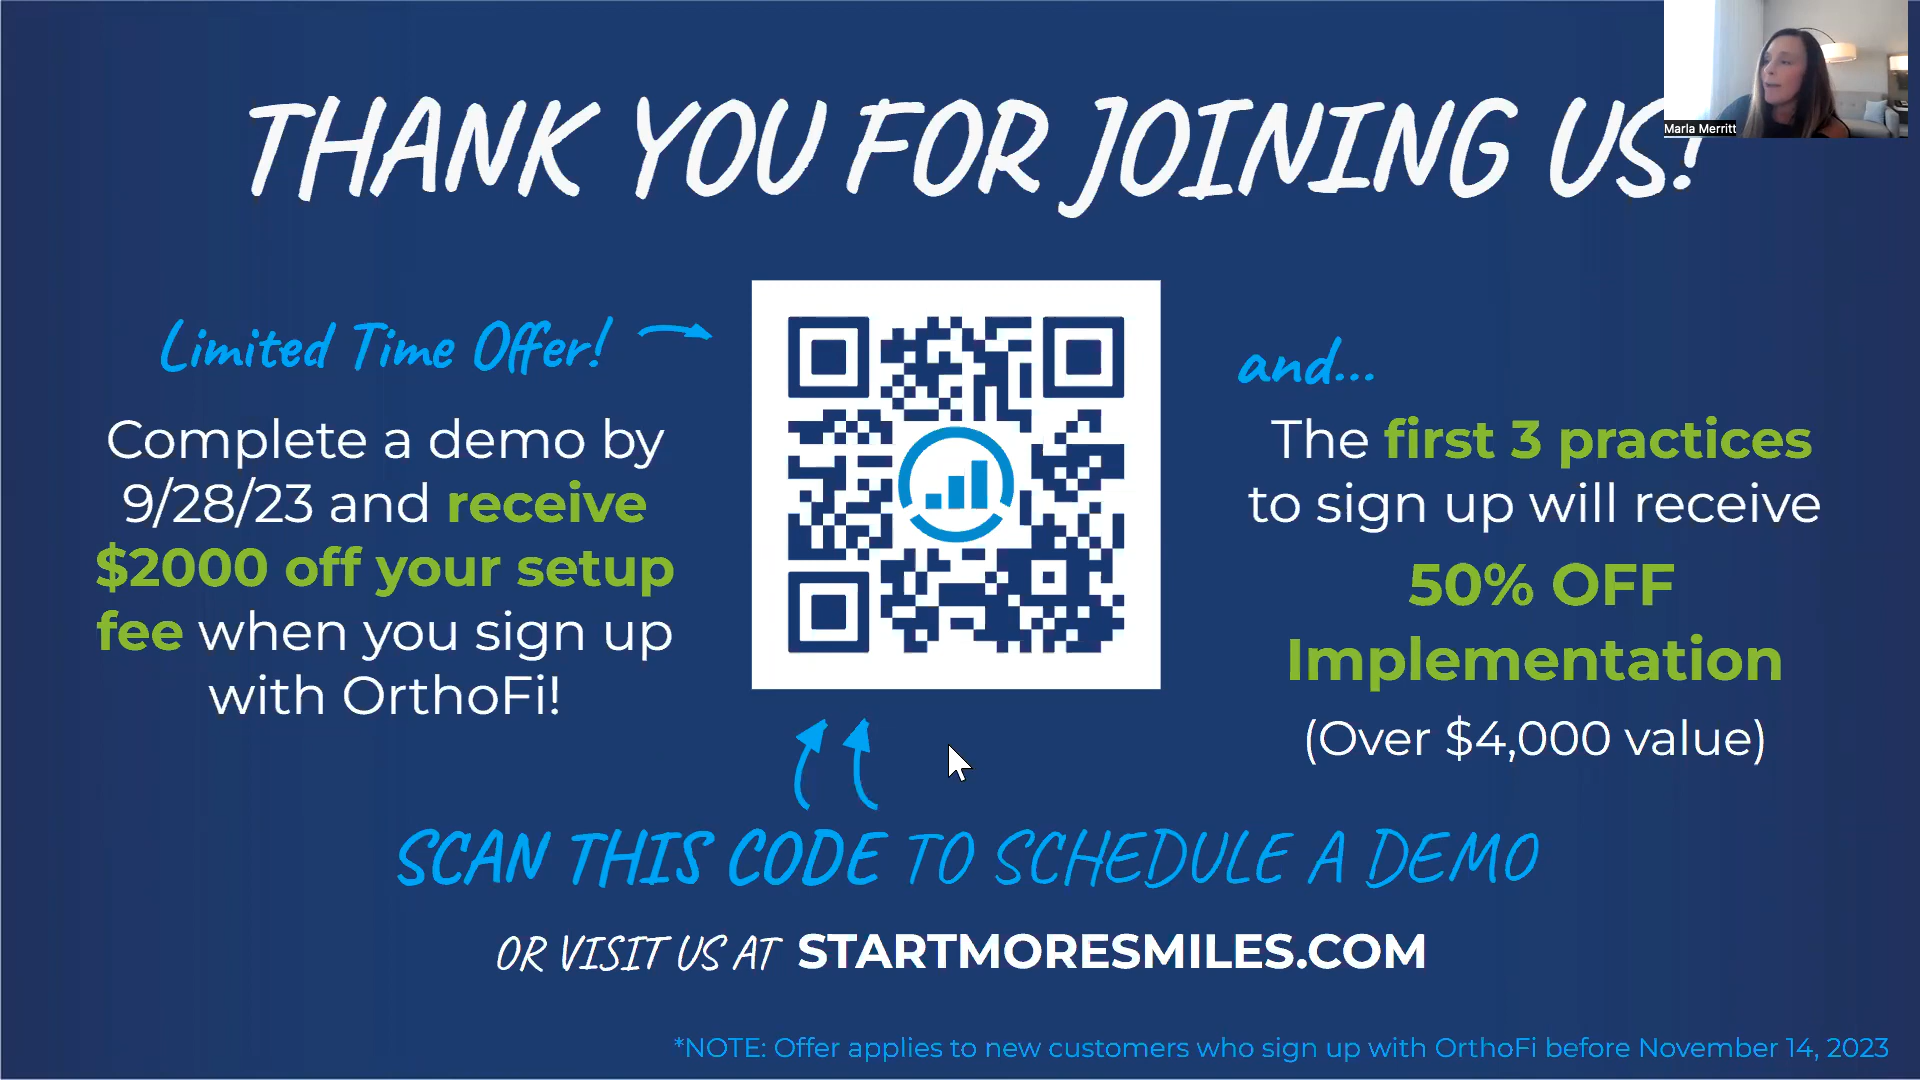 THANK YOU FOR JOINING US!
Marla Merritt
Limited Time Offer!
Complete a demo by
9/28/23 and receive
$2000 off your setup
fee when you sign up
with OrthoFi!
and...
The first 3 practices
to sign up will receive
50% OFF
Implementation
(Over $4,000 value)
SCAN THIS CODE TO SCHEDULE A DEMO
OR VISIT US AT STARTMORESMILES.COM
*NOTE: Offer applies to new customers who sign up with OrthoFi before November 14, 2023